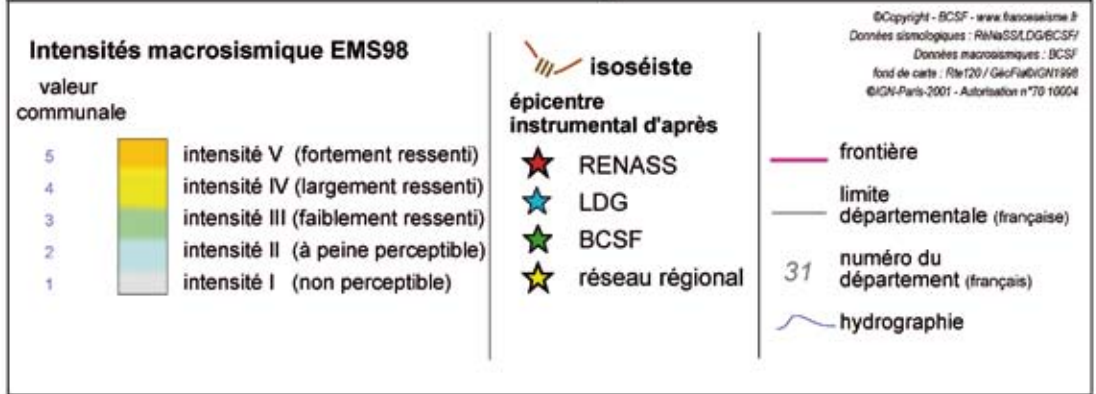 ©Copyright - BCSF - www.franceseisme.fr
Données sismologiques : RéNaSS/LDG/BCSF/
Données macrosismiques : BCSF
fond de carte : Rte120 / GéoFla©IGN1998
©IGN-Paris-2001 - Autorisation n°70 10004
Intensités macrosismique EMS98
valeur
communale
5 intensité V (fortement ressenti)
4 intensité IV (largement ressenti)
3 intensité III (faiblement ressenti)
2 intensité II (à peine perceptible)
1 intensité I (non perceptible)
isoséiste
épicentre
instrumental d'après
RENASS
LDG
BCSF
réseau régional
frontière
limite
départementale (française)
31 numéro du
département (français)
hydrographie